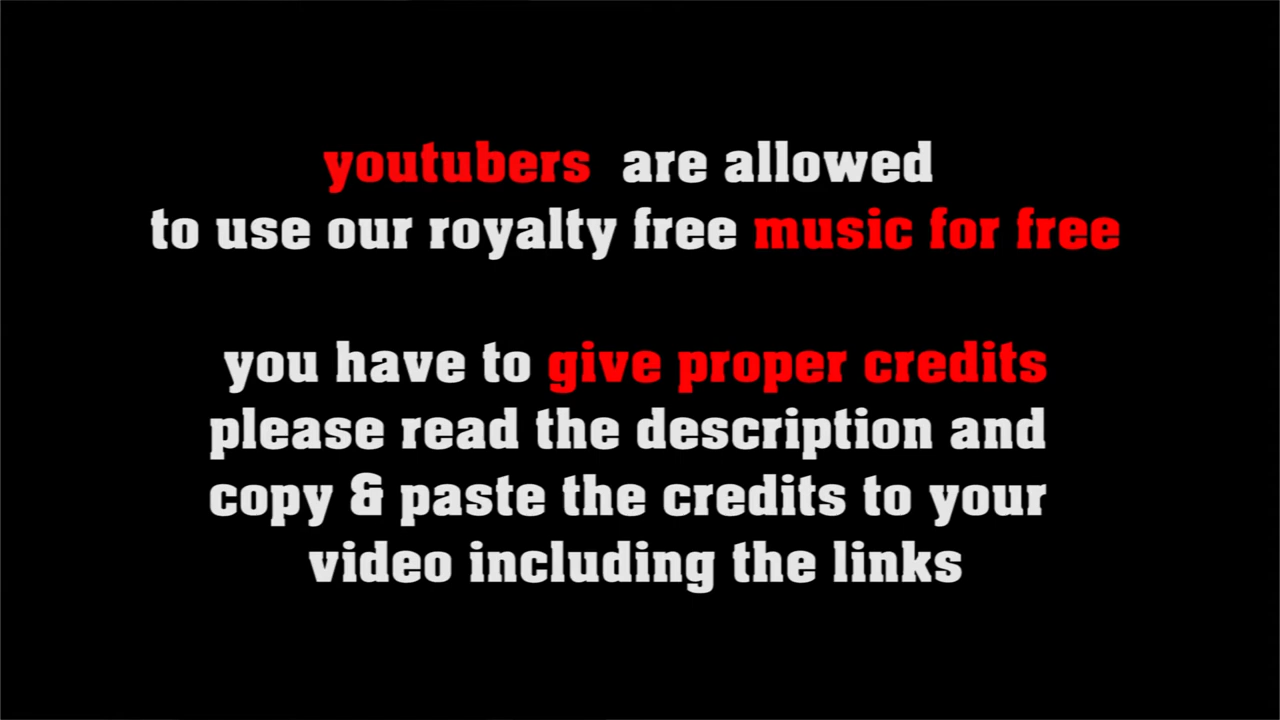 youtubers are allowed
to use our royalty free music for free
you have to give proper credits
please read the description and
copy & paste the credits to your
video including the links